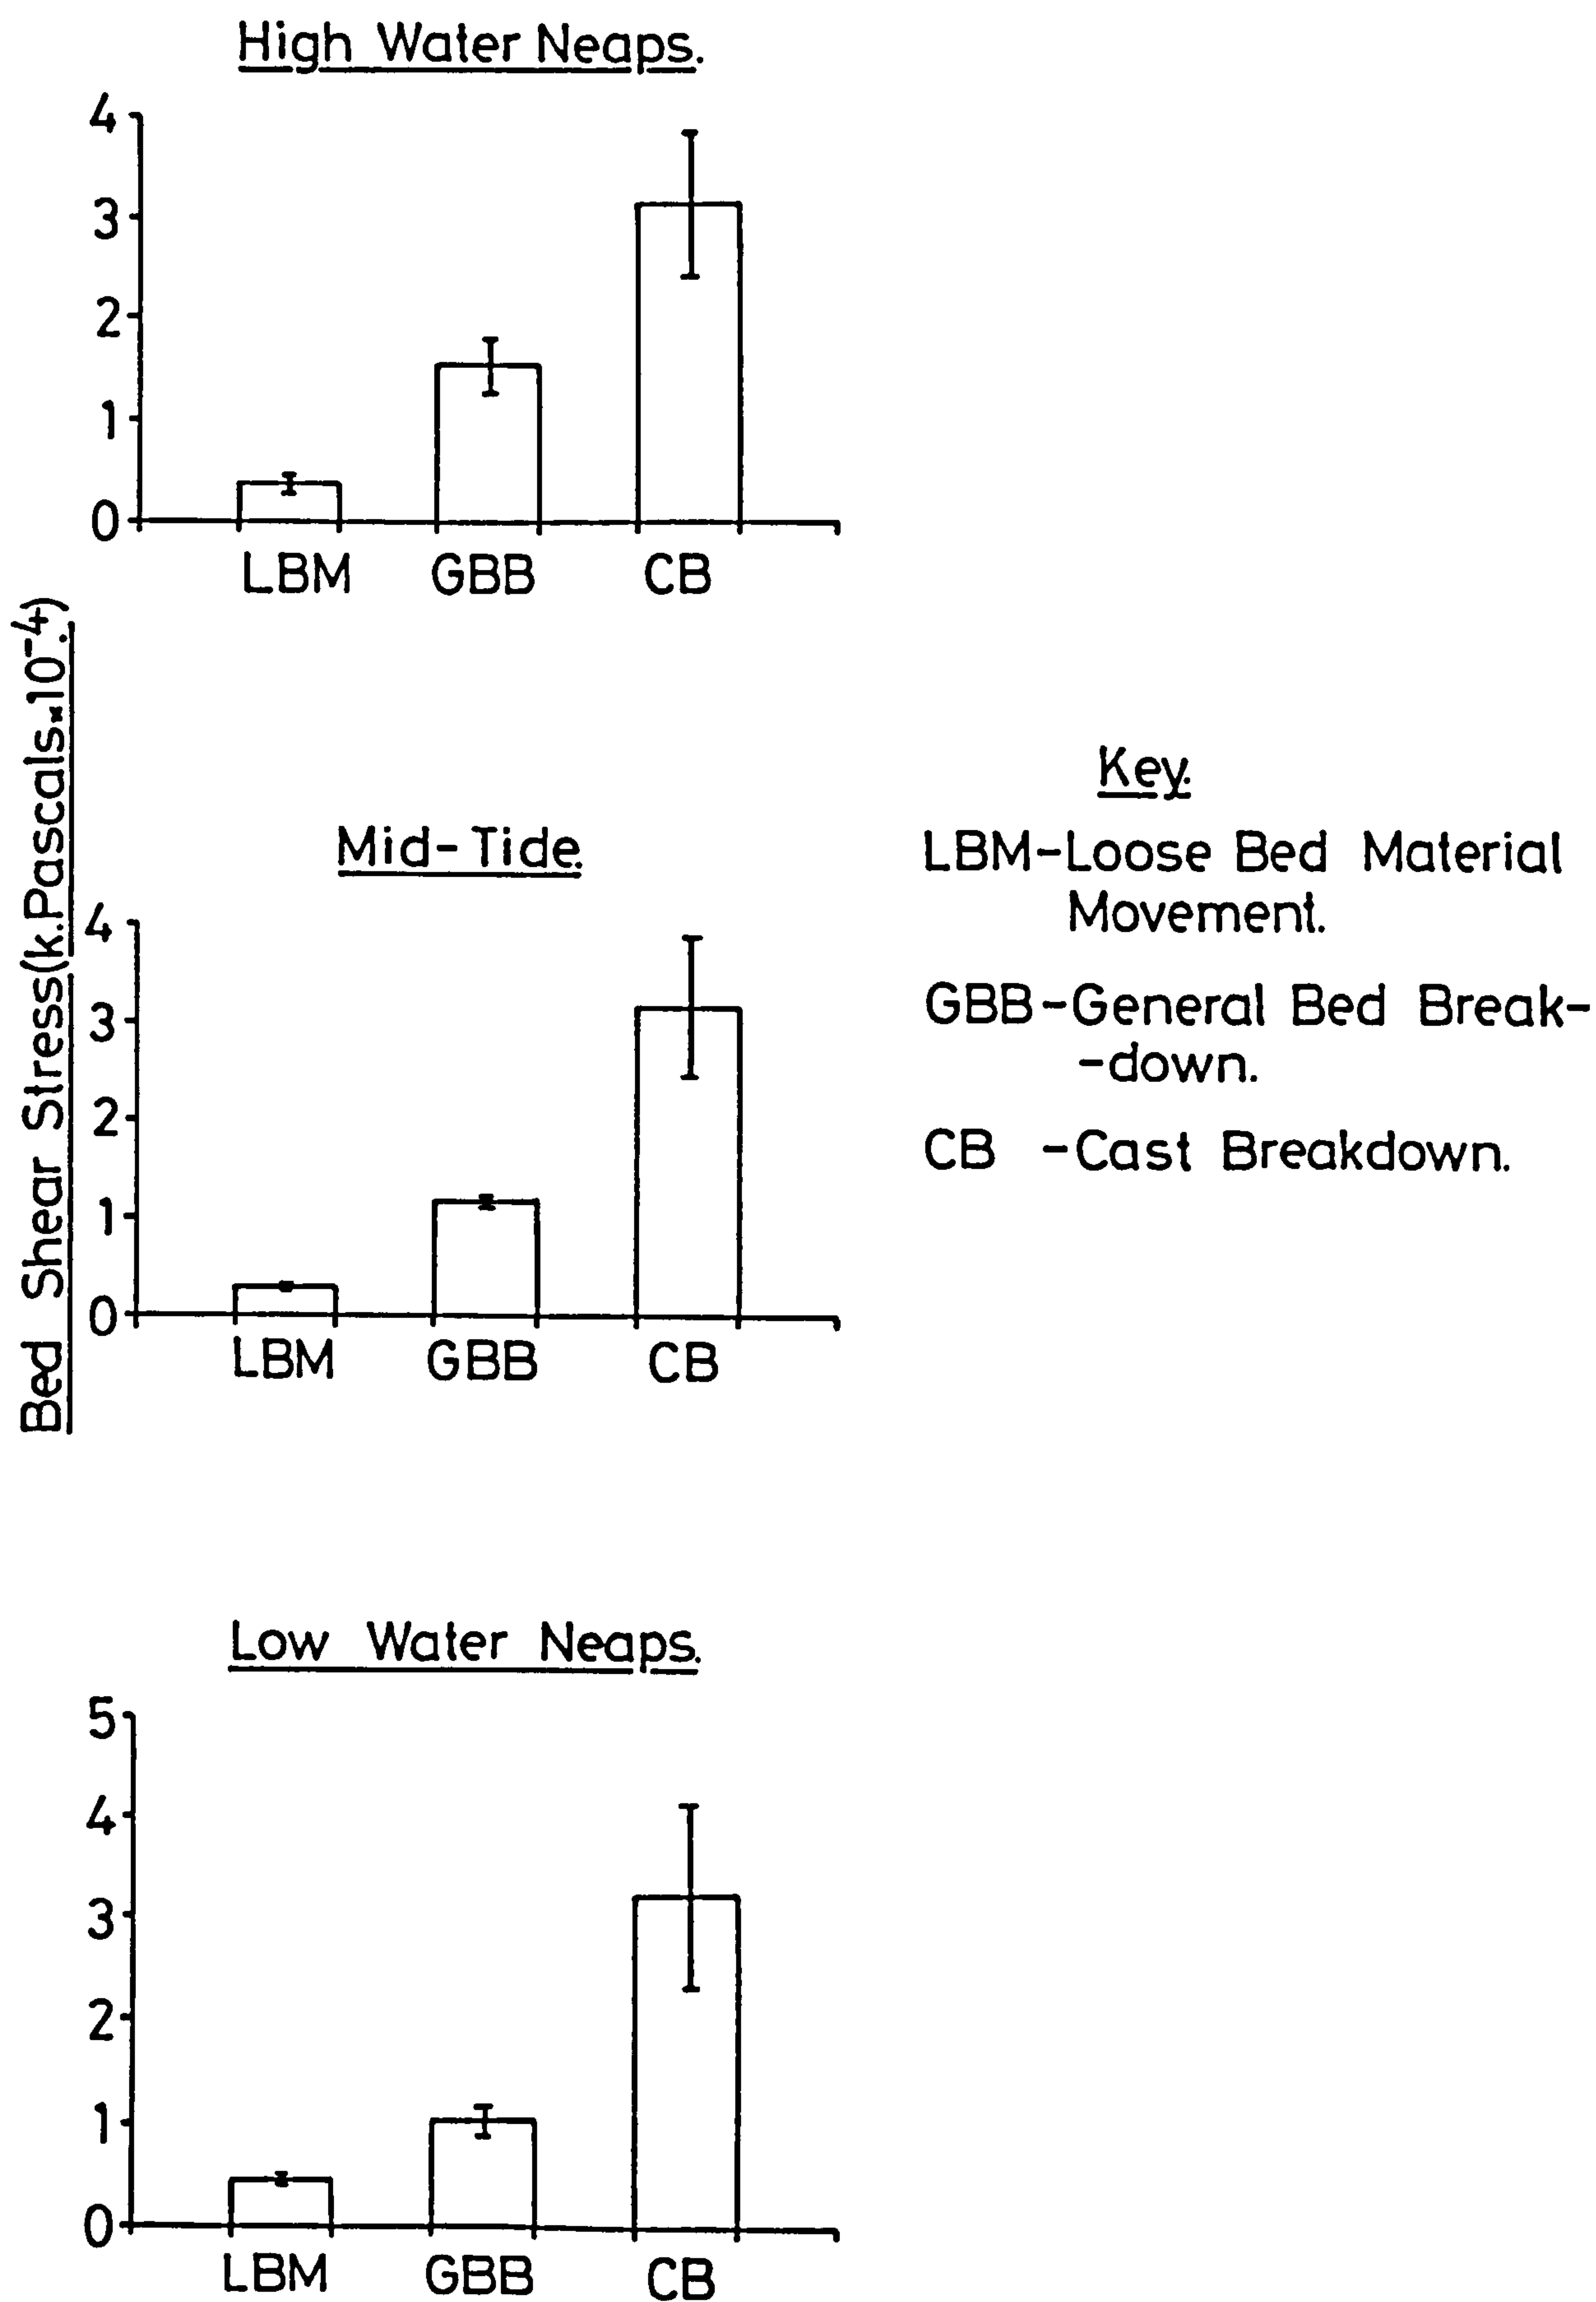 High Water Neaps.
4
3
2
1
0
LBM GBB CB
Bed Shear Stress(k.Pascals.×10⁻⁴)
Mid-Tide.
4
3
2
1
0
LBM GBB CB
Key.
LBM-Loose Bed Material
Movement.
GBB-General Bed Break-
-down.
CB -Cast Breakdown.
Low Water Neaps.
5
4
3
2
1
0
LBM GBB CB